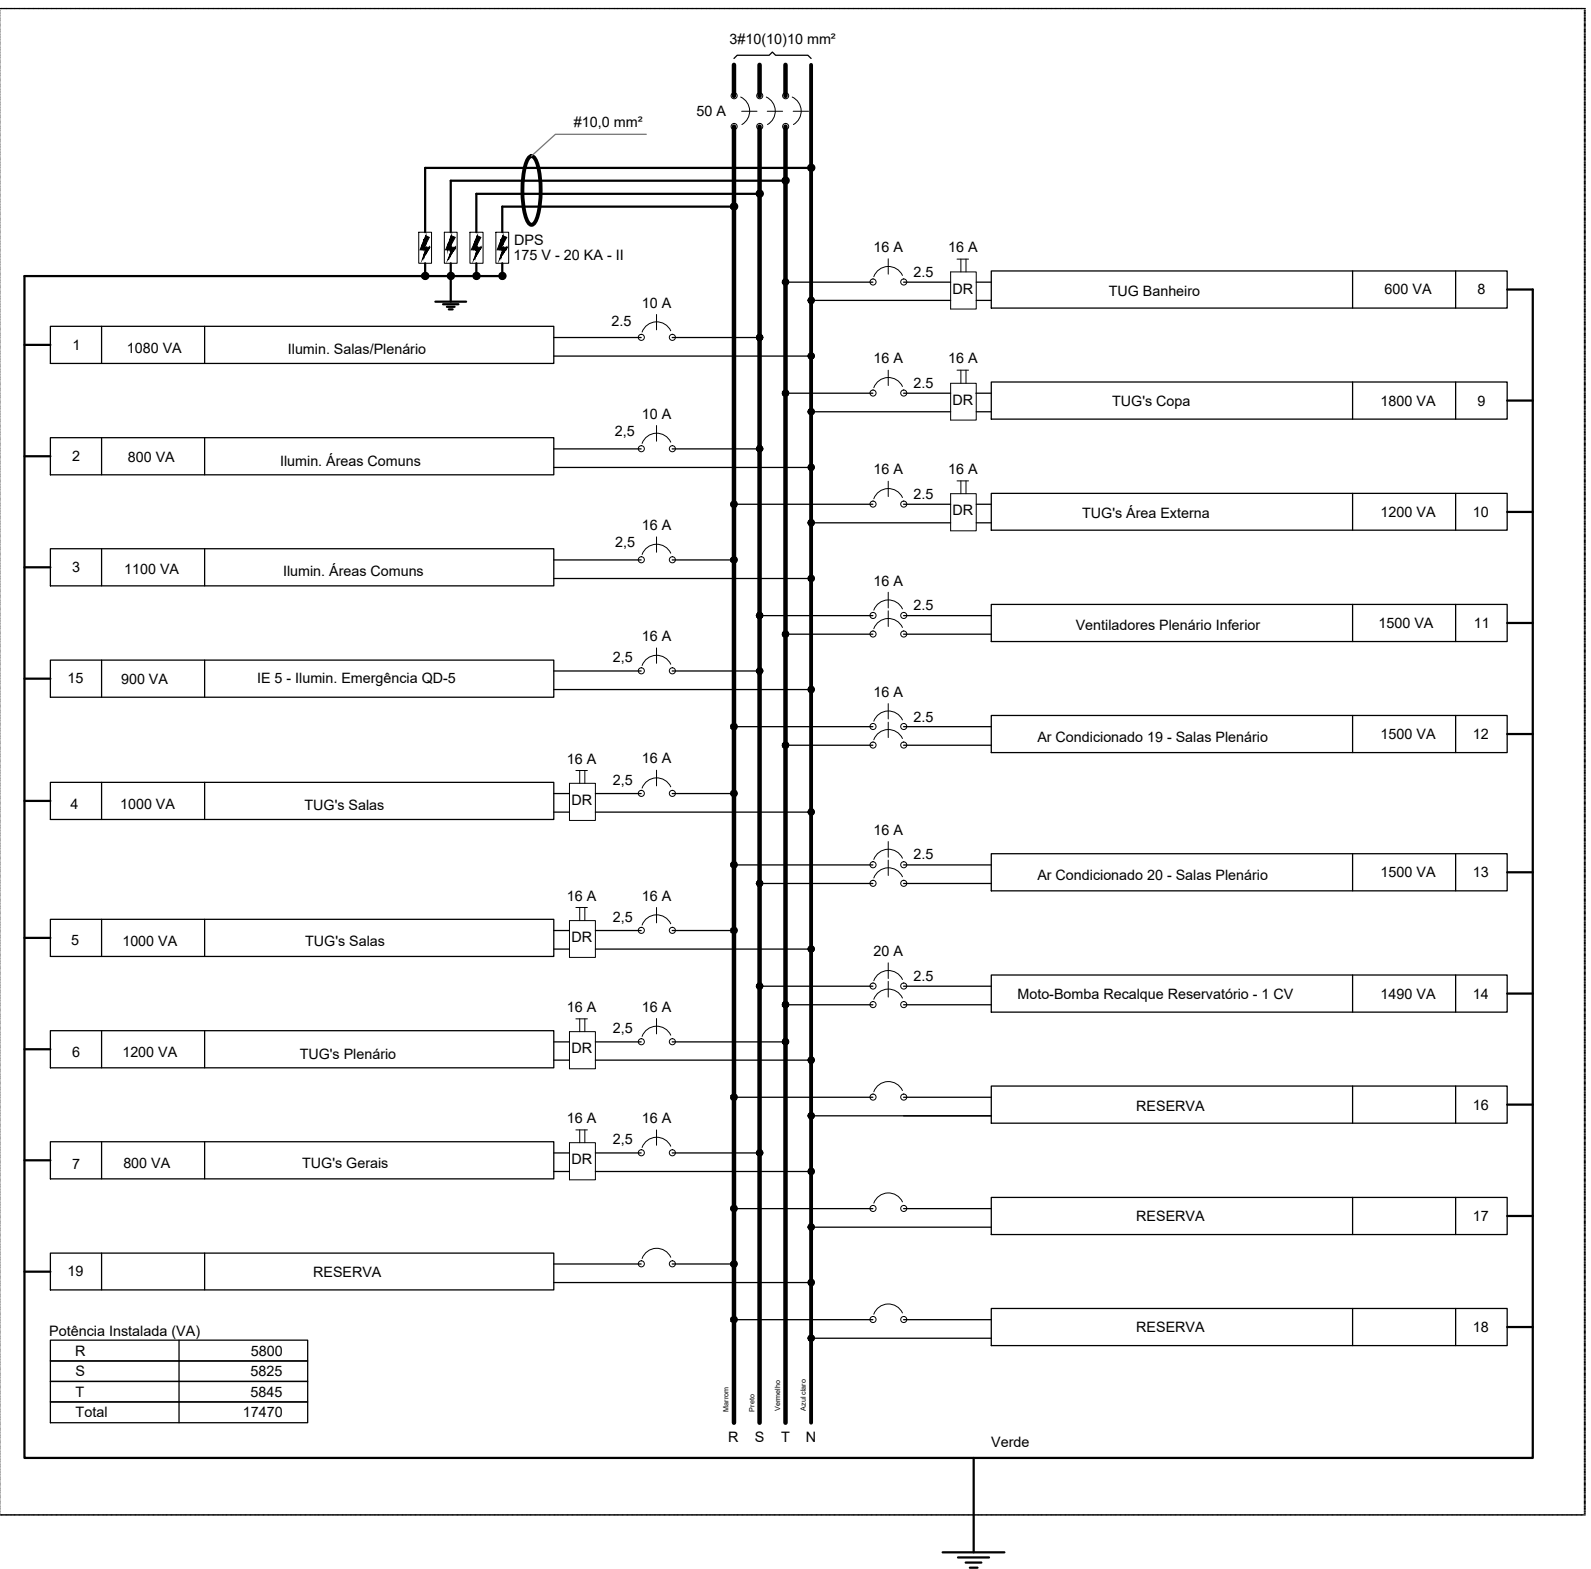 3#10(10)10 mm²
50 A
#10,0 mm²
DPS
175 V - 20 KA - II
10 A
2.5
1 1080 VA Ilumin. Salas/Plenário
10 A
2,5
2 800 VA Ilumin. Áreas Comuns
16 A
2,5
3 1100 VA Ilumin. Áreas Comuns
16 A
2,5
15 900 VA IE 5 - Ilumin. Emergência QD-5
16 A 16 A
2,5
4 1000 VA TUG's Salas DR
16 A 16 A
2,5
5 1000 VA TUG's Salas DR
16 A 16 A
2,5
6 1200 VA TUG's Plenário DR
16 A 16 A
2,5
7 800 VA TUG's Gerais DR
19 RESERVA
16 A 16 A
2.5
DR TUG Banheiro 600 VA 8
16 A 16 A
2.5
DR TUG's Copa 1800 VA 9
16 A 16 A
2.5
DR TUG's Área Externa 1200 VA 10
16 A
2.5
Ventiladores Plenário Inferior 1500 VA 11
16 A
2.5
Ar Condicionado 19 - Salas Plenário 1500 VA 12
16 A
2.5
Ar Condicionado 20 - Salas Plenário 1500 VA 13
20 A
2.5
Moto-Bomba Recalque Reservatório - 1 CV 1490 VA 14
RESERVA 16
RESERVA 17
RESERVA 18
Potência Instalada (VA)
R 5800
S 5825
T 5845
Total 17470
Marrom Preto Vermelho Azul claro
R S T N
Verde